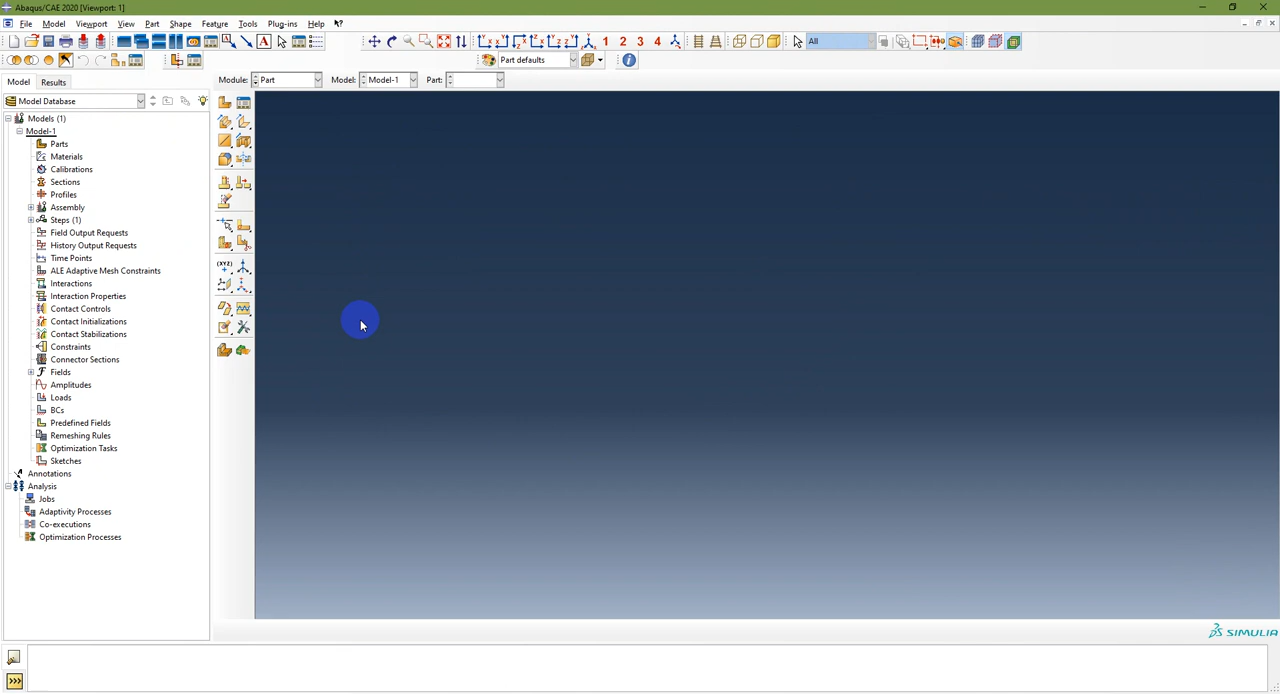 Abaqus/CAE 2020 [Viewport: 1]
File Model Viewport View Part Shape Feature Tools Plug-ins Help
A 1 2 3 4 All
Part defaults
Model Results Module: Part Model: Model-1 Part:
Model Database
Models (1)
Model-1
Parts
Materials
Calibrations
Sections
Profiles
Assembly
Steps (1)
Field Output Requests
History Output Requests
Time Points
ALE Adaptive Mesh Constraints
Interactions
Interaction Properties
Contact Controls
Contact Initializations
Contact Stabilizations
Constraints
Connector Sections
Fields
Amplitudes
Loads
BCs
Predefined Fields
Remeshing Rules
Optimization Tasks
Sketches
Annotations
Analysis
Jobs
Adaptivity Processes
Co-executions
Optimization Processes
(XYZ)
SIMULIA
>>>